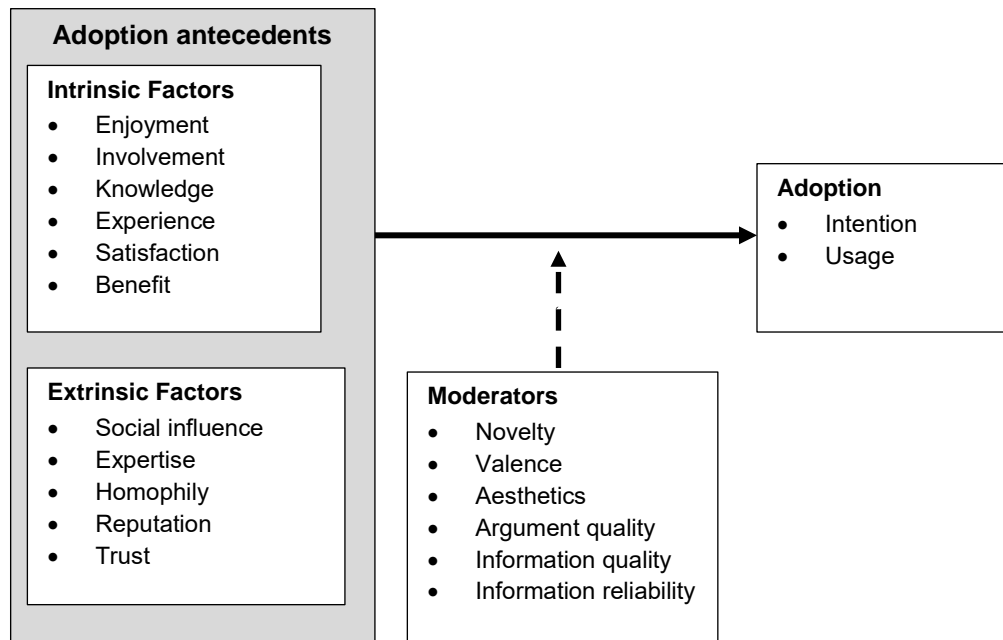 Adoption antecedents
Intrinsic Factors
• Enjoyment
• Involvement
• Knowledge
• Experience
• Satisfaction
• Benefit
Extrinsic Factors
• Social influence
• Expertise
• Homophily
• Reputation
• Trust
Moderators
• Novelty
• Valence
• Aesthetics
• Argument quality
• Information quality
• Information reliability
Adoption
• Intention
• Usage